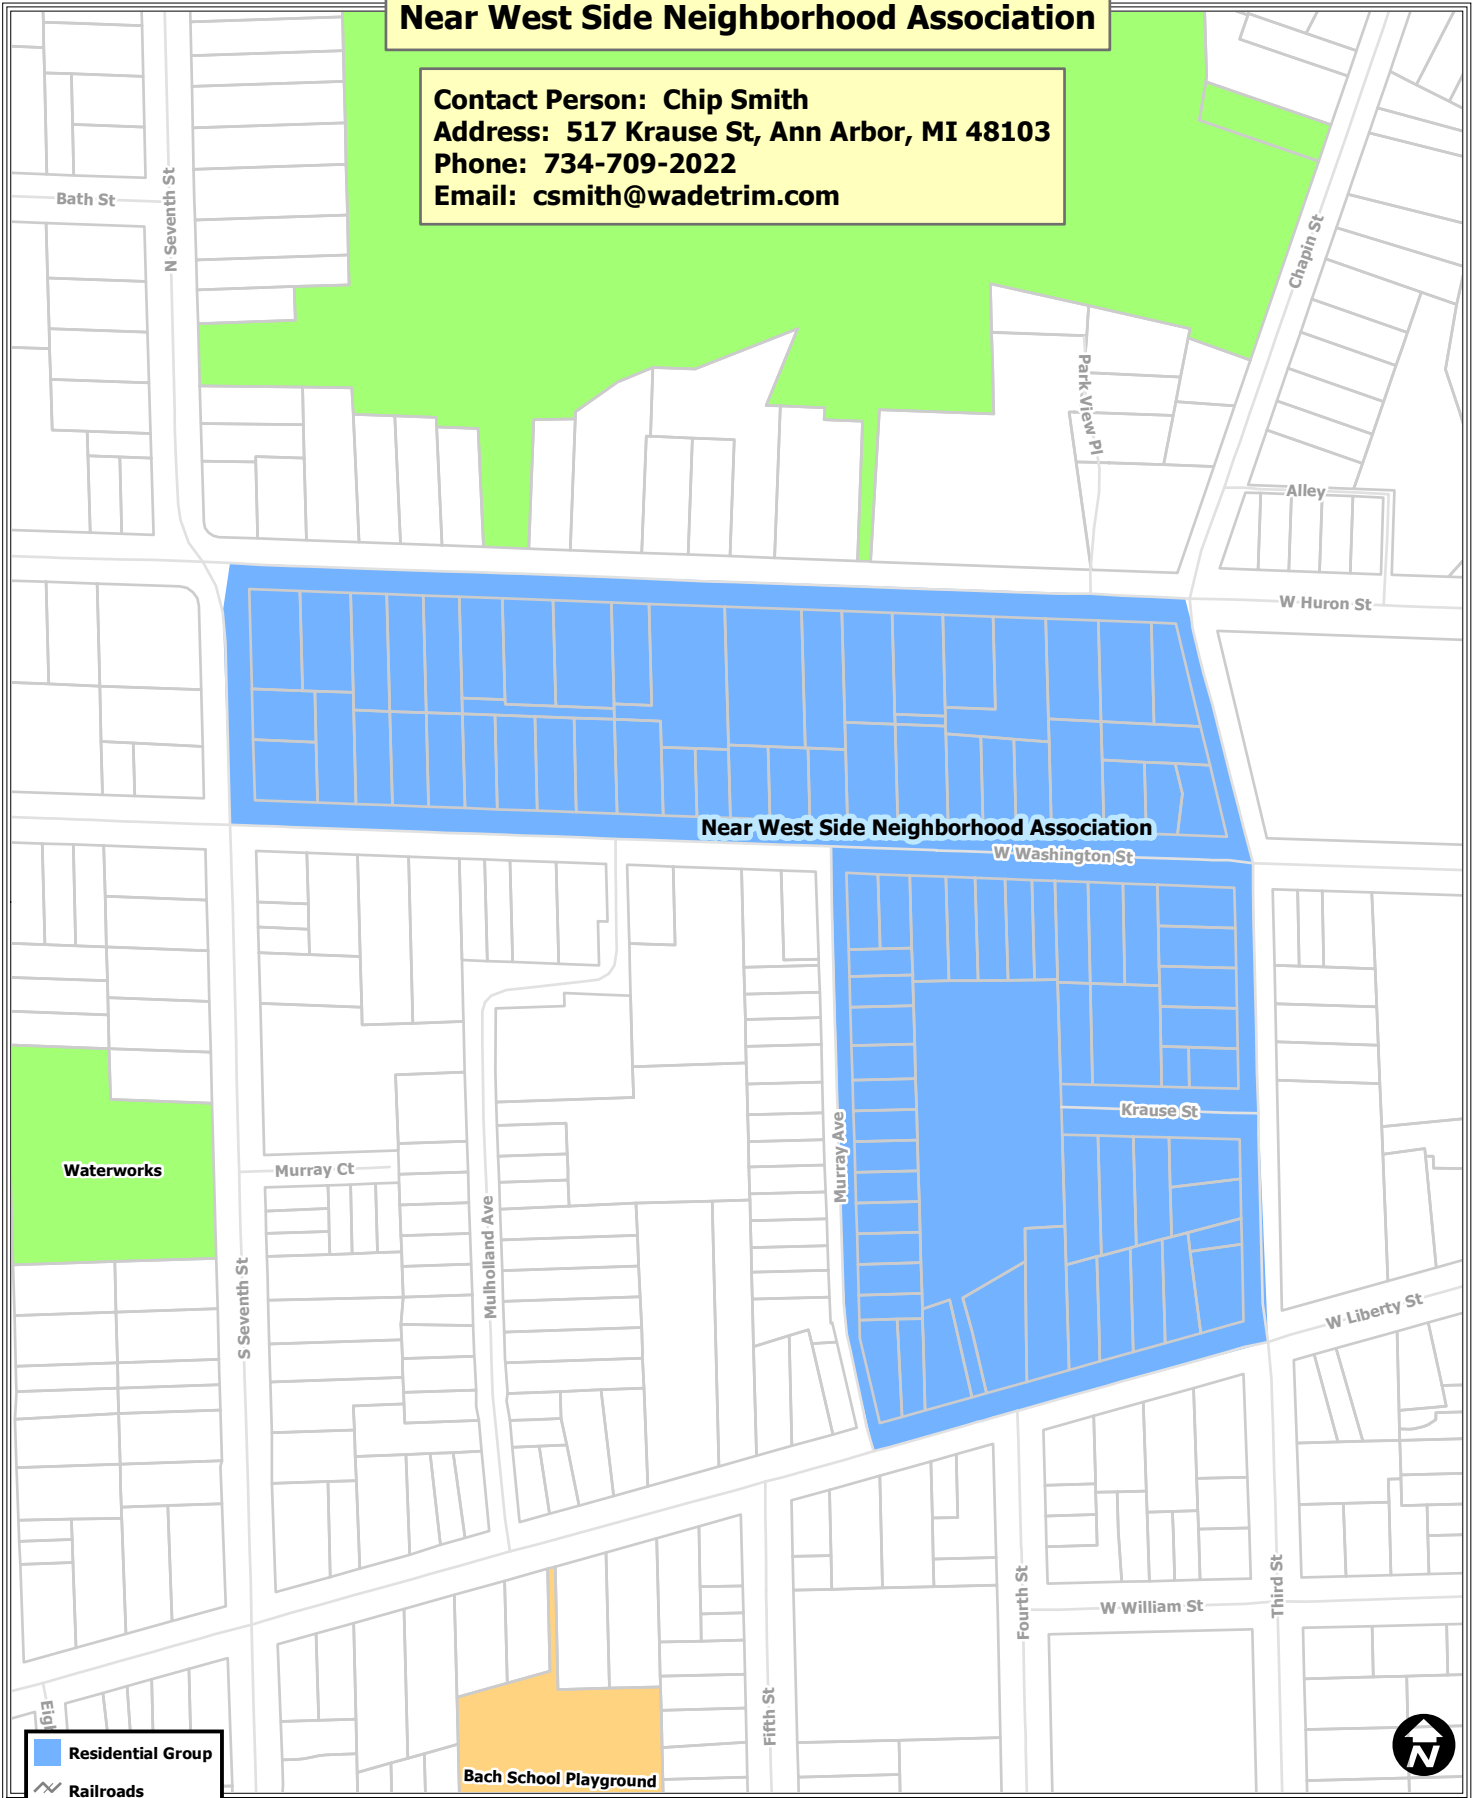 Near West Side Neighborhood Association
Contact Person: Chip Smith
Address: 517 Krause St, Ann Arbor, MI 48103
Phone: 734-709-2022
Email: csmith@wadetrim.com
Bath St
N Seventh St
Chapin St
Park View Pl
Alley
W Huron St
Near West Side Neighborhood Association
W Washington St
Krause St
Murray Ave
Waterworks
Murray Ct
Mulholland Ave
S Seventh St
W Liberty St
Fourth St
W William St
Third St
Fifth St
Bach School Playground
Residential Group
Railroads
N